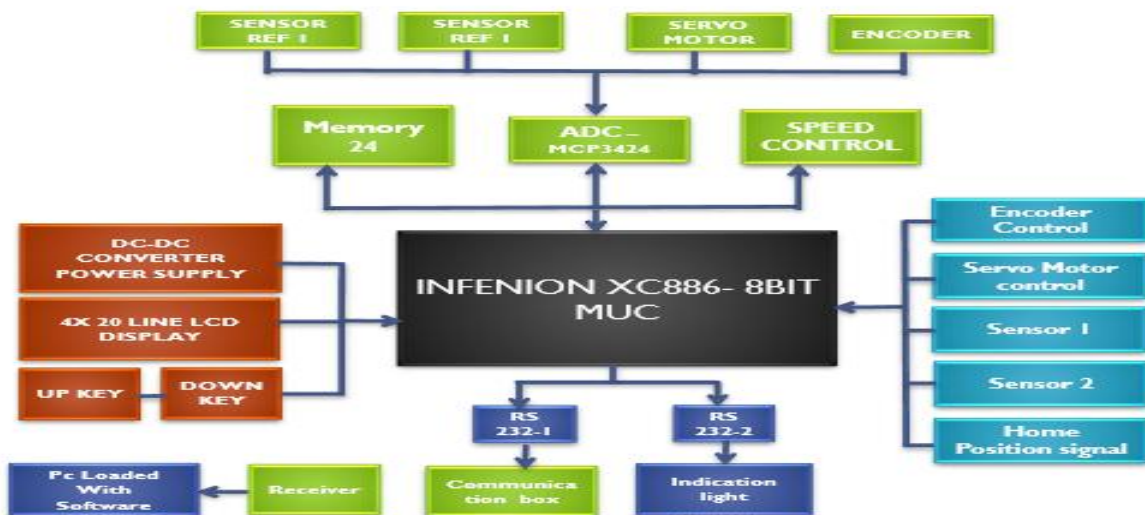 SENSOR
REF 1
SENSOR
REF 1
SERVO
MOTOR
ENCODER
Memory
24
ADC –
MCP3424
SPEED
CONTROL
DC-DC
CONVERTER
POWER SUPPLY
4X 20 LINE LCD
DISPLAY
UP KEY
DOWN
KEY
INFENION XC886- 8BIT
MUC
Encoder
Control
Servo Motor
control
Sensor 1
Sensor 2
Home
Position signal
RS
232-1
RS
232-2
Pc Loaded
With
Software
Receiver
Communica
tion box
Indication
light